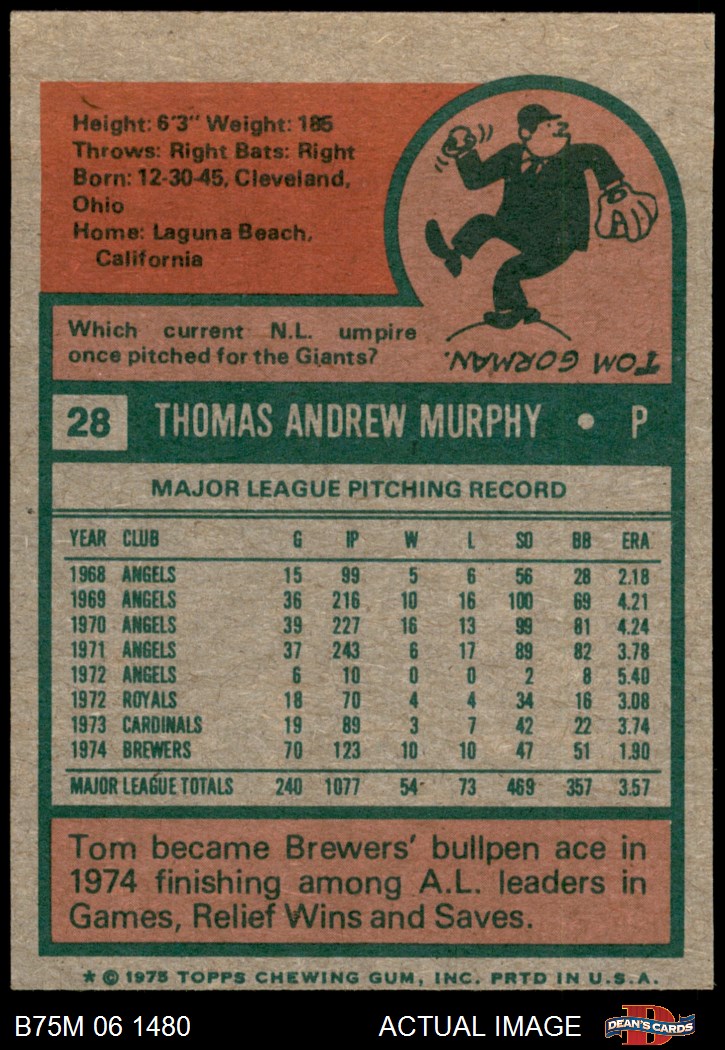 Height: 6'3" Weight: 185
Throws: Right Bats: Right
Born: 12-30-45, Cleveland,
Ohio
Home: Laguna Beach,
California
Which current N.L. umpire
once pitched for the Giants?
TOM GORMAN.
28 THOMAS ANDREW MURPHY • P
MAJOR LEAGUE PITCHING RECORD
YEAR CLUB G IP W L SO BB ERA
1968 ANGELS 15 99 5 6 56 28 2.18
1969 ANGELS 36 216 10 16 100 69 4.21
1970 ANGELS 39 227 16 13 99 81 4.24
1971 ANGELS 37 243 6 17 89 82 3.78
1972 ANGELS 6 10 0 0 2 8 5.40
1972 ROYALS 18 70 4 4 34 16 3.08
1973 CARDINALS 19 89 3 7 42 22 3.74
1974 BREWERS 70 123 10 10 47 51 1.90
MAJOR LEAGUE TOTALS 240 1077 54 73 469 357 3.57
Tom became Brewers' bullpen ace in
1974 finishing among A.L. leaders in
Games, Relief Wins and Saves.
* © 1975 TOPPS CHEWING GUM, INC. PRTD IN U.S.A.
B75M 06 1480 ACTUAL IMAGE D DEAN'S CARDS